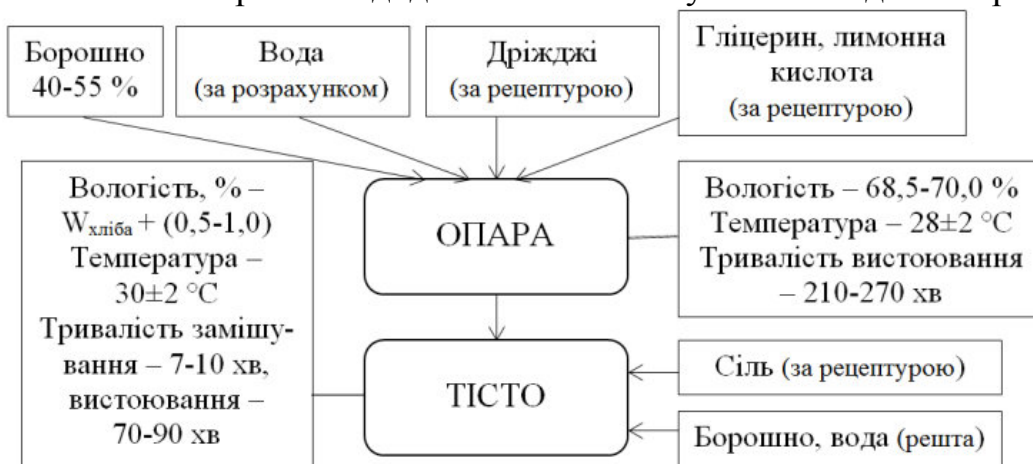 Борошно
40-55 %
Вода
(за розрахунком)
Дріжджі
(за рецептурою)
Гліцерин, лимонна
кислота
(за рецептурою)
Вологість, % –
Wхліба + (0,5-1,0)
Температура –
30±2 °С
Тривалість замішу-
вання – 7-10 хв,
вистоювання –
70-90 хв
ОПАРА
Вологість – 68,5-70,0 %
Температура – 28±2 °С
Тривалість вистоювання
– 210-270 хв
ТІСТО
Сіль (за рецептурою)
Борошно, вода (решта)